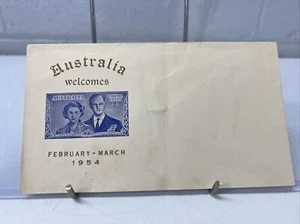 Australia
welcomes
AUSTRALIA
FEBRUARY - MARCH
1954